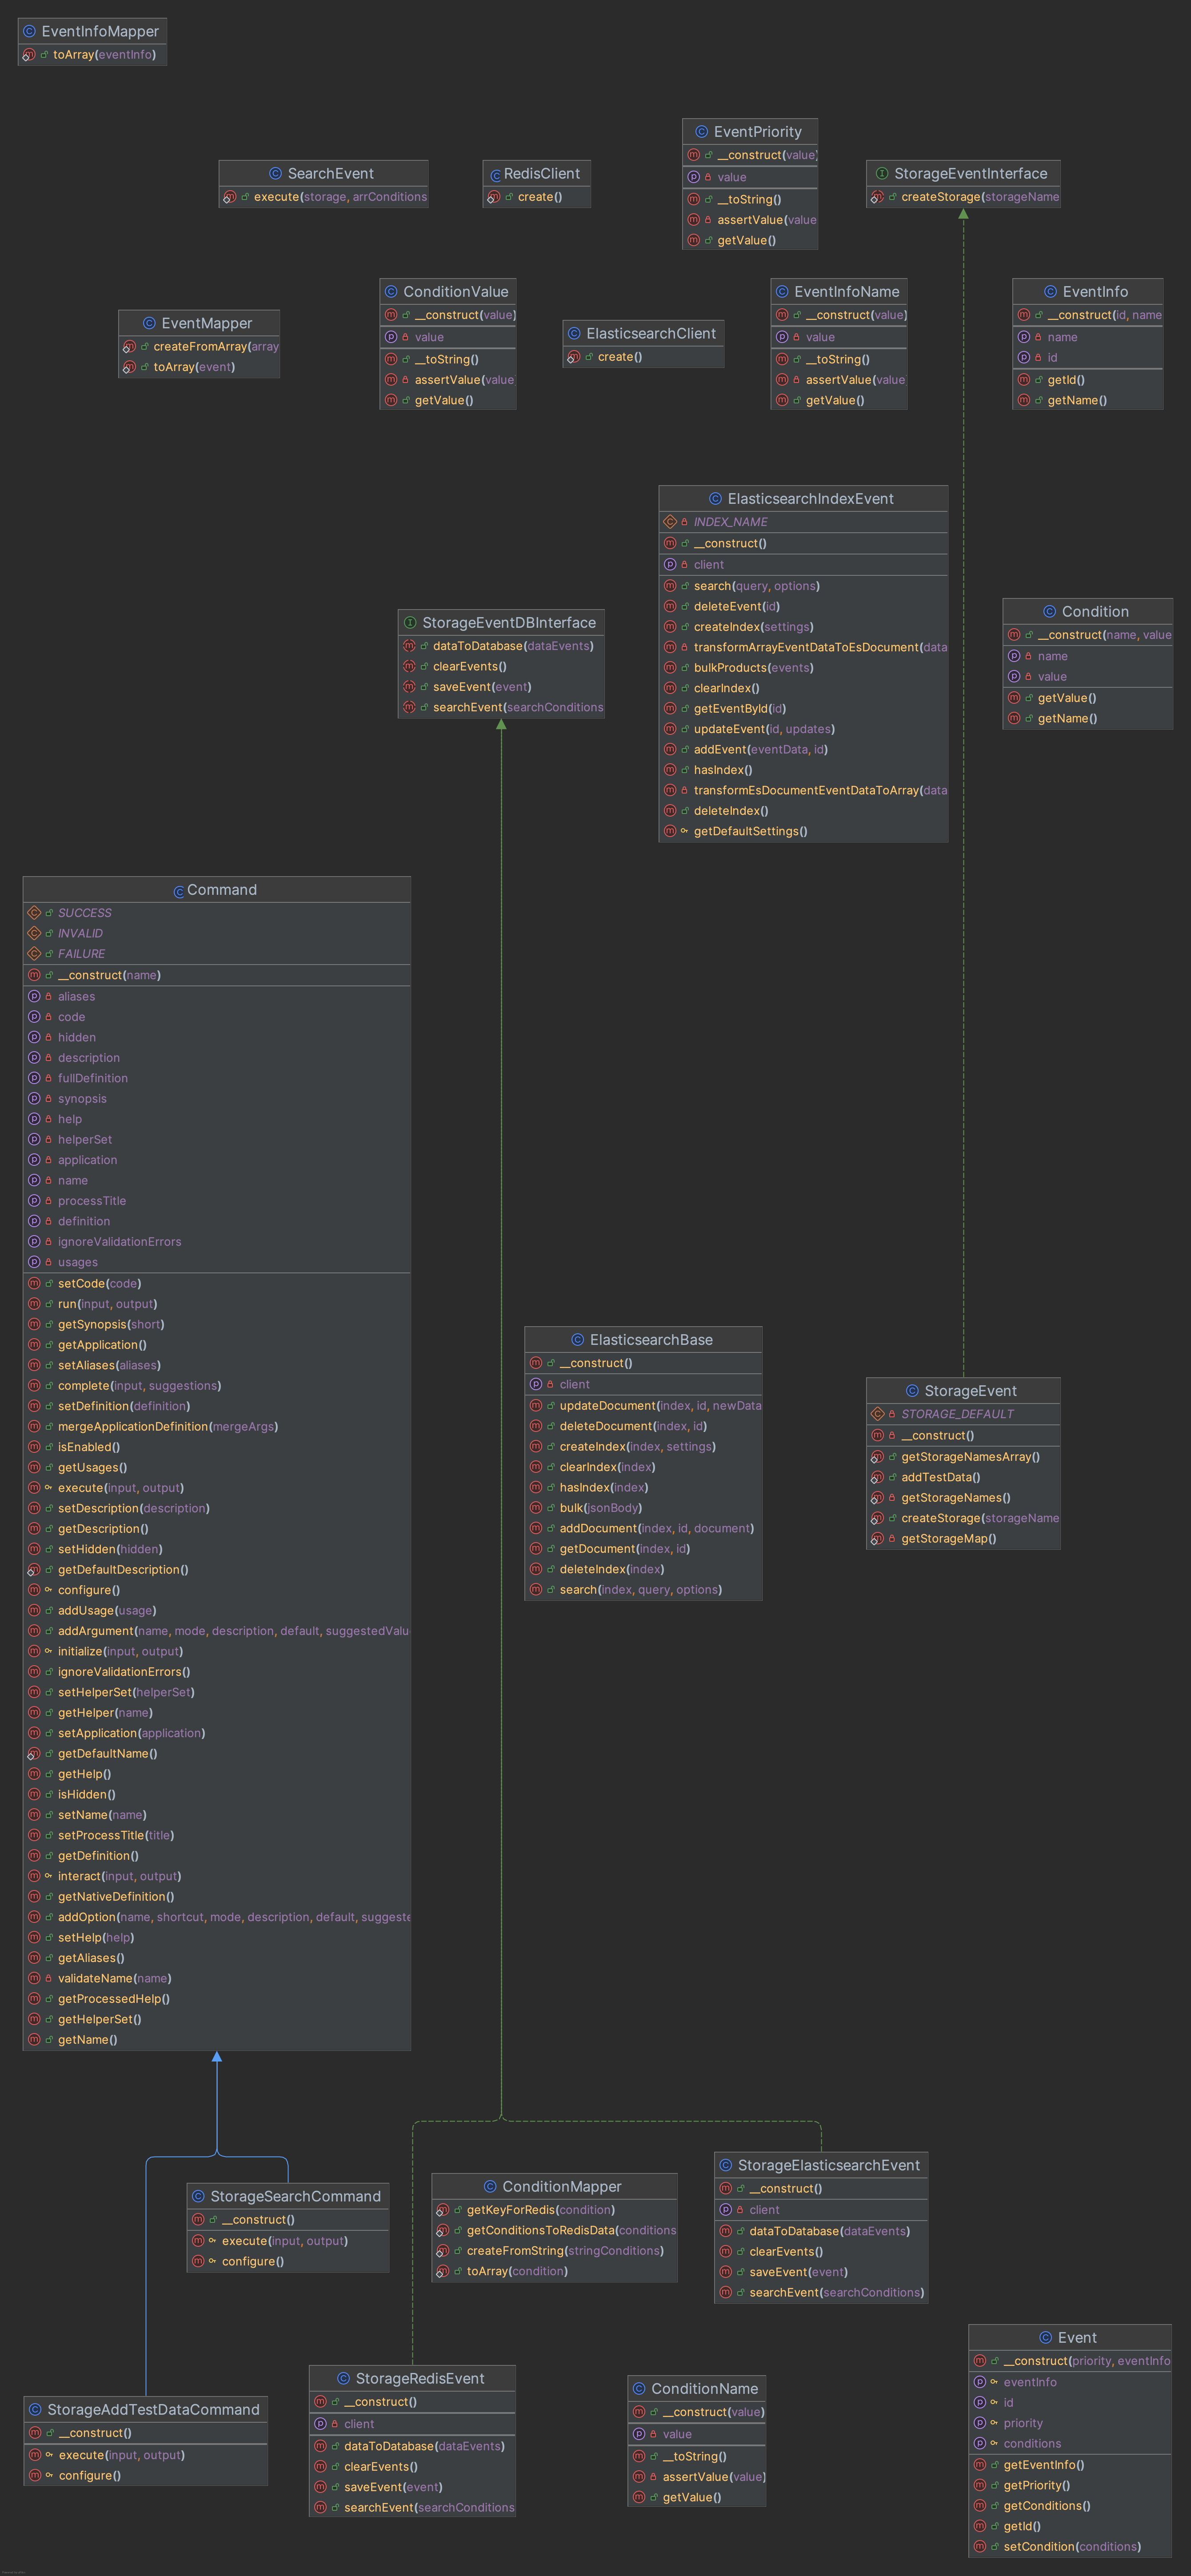 EventInfoMapper
toArray(eventInfo)
EventPriority
__construct(value)
value
__toString()
assertValue(value
getValue()
SearchEvent
execute(storage, arrConditions
RedisClient
create()
StorageEventInterface
createStorage(storageName
ConditionValue
__construct(value)
value
__toString()
assertValue(value
getValue()
EventInfoName
__construct(value)
value
__toString()
assertValue(value
getValue()
EventInfo
__construct(id, name
name
id
getId()
getName()
EventMapper
createFromArray(array
toArray(event)
ElasticsearchClient
create()
ElasticsearchIndexEvent
INDEX_NAME
__construct()
client
search(query, options)
deleteEvent(id)
createIndex(settings)
transformArrayEventDataToEsDocument(data
bulkProducts(events)
clearIndex()
getEventById(id)
updateEvent(id, updates)
addEvent(eventData, id)
hasIndex()
transformEsDocumentEventDataToArray(data
deleteIndex()
getDefaultSettings()
Condition
__construct(name, value
name
value
getValue()
getName()
StorageEventDBInterface
dataToDatabase(dataEvents)
clearEvents()
saveEvent(event)
searchEvent(searchConditions
Command
SUCCESS
INVALID
FAILURE
__construct(name)
aliases
code
hidden
description
fullDefinition
synopsis
help
helperSet
application
name
processTitle
definition
ignoreValidationErrors
usages
setCode(code)
run(input, output)
getSynopsis(short)
getApplication()
setAliases(aliases)
complete(input, suggestions)
setDefinition(definition)
mergeApplicationDefinition(mergeArgs)
isEnabled()
getUsages()
execute(input, output)
setDescription(description)
getDescription()
setHidden(hidden)
getDefaultDescription()
configure()
addUsage(usage)
addArgument(name, mode, description, default, suggestedValu
initialize(input, output)
ignoreValidationErrors()
setHelperSet(helperSet)
getHelper(name)
setApplication(application)
getDefaultName()
getHelp()
isHidden()
setName(name)
setProcessTitle(title)
getDefinition()
interact(input, output)
getNativeDefinition()
addOption(name, shortcut, mode, description, default, suggeste
setHelp(help)
getAliases()
validateName(name)
getProcessedHelp()
getHelperSet()
getName()
ElasticsearchBase
__construct()
client
updateDocument(index, id, newData
deleteDocument(index, id)
createIndex(index, settings)
clearIndex(index)
hasIndex(index)
bulk(jsonBody)
addDocument(index, id, document)
getDocument(index, id)
deleteIndex(index)
search(index, query, options)
StorageEvent
STORAGE_DEFAULT
__construct()
getStorageNamesArray()
addTestData()
getStorageNames()
createStorage(storageName
getStorageMap()
StorageSearchCommand
__construct()
execute(input, output)
configure()
ConditionMapper
getKeyForRedis(condition)
getConditionsToRedisData(conditions
createFromString(stringConditions)
toArray(condition)
StorageElasticsearchEvent
__construct()
client
dataToDatabase(dataEvents)
clearEvents()
saveEvent(event)
searchEvent(searchConditions)
StorageAddTestDataCommand
__construct()
execute(input, output)
configure()
StorageRedisEvent
__construct()
client
dataToDatabase(dataEvents)
clearEvents()
saveEvent(event)
searchEvent(searchConditions
ConditionName
__construct(value)
value
__toString()
assertValue(value)
getValue()
Event
__construct(priority, eventInfo
eventInfo
id
priority
conditions
getEventInfo()
getPriority()
getConditions()
getId()
setCondition(conditions)